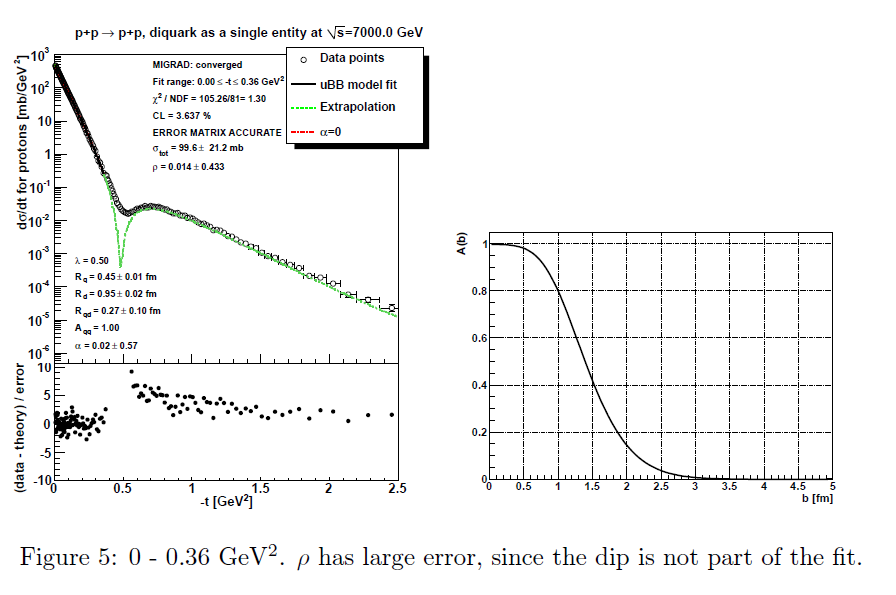 p+p → p+p, diquark as a single entity at √s=7000.0 GeV
dσ/dt for protons [mb/GeV²]
10³
10²
10
1
10⁻¹
10⁻²
10⁻³
10⁻⁴
10⁻⁵
10⁻⁶
MIGRAD: converged
Fit range: 0.00 ≤ -t ≤ 0.36 GeV²
χ² / NDF = 105.26/81= 1.30
CL = 3.637 %
ERROR MATRIX ACCURATE
σ_tot = 99.6± 21.2 mb
ρ = 0.014± 0.433
Data points
uBB model fit
Extrapolation
α=0
λ = 0.50
R_q = 0.45± 0.01 fm
R_d = 0.95± 0.02 fm
R_qd = 0.27± 0.10 fm
A_qq = 1.00
α = 0.02± 0.57
(data - theory) / error
10
5
0
-5
-10
0 0.5 1 1.5 2 2.5
-t [GeV²]
A(b)
1
0.8
0.6
0.4
0.2
0
0 0.5 1 1.5 2 2.5 3 3.5 4 4.5 5
b [fm]
Figure 5: 0 - 0.36 GeV². ρ has large error, since the dip is not part of the fit.